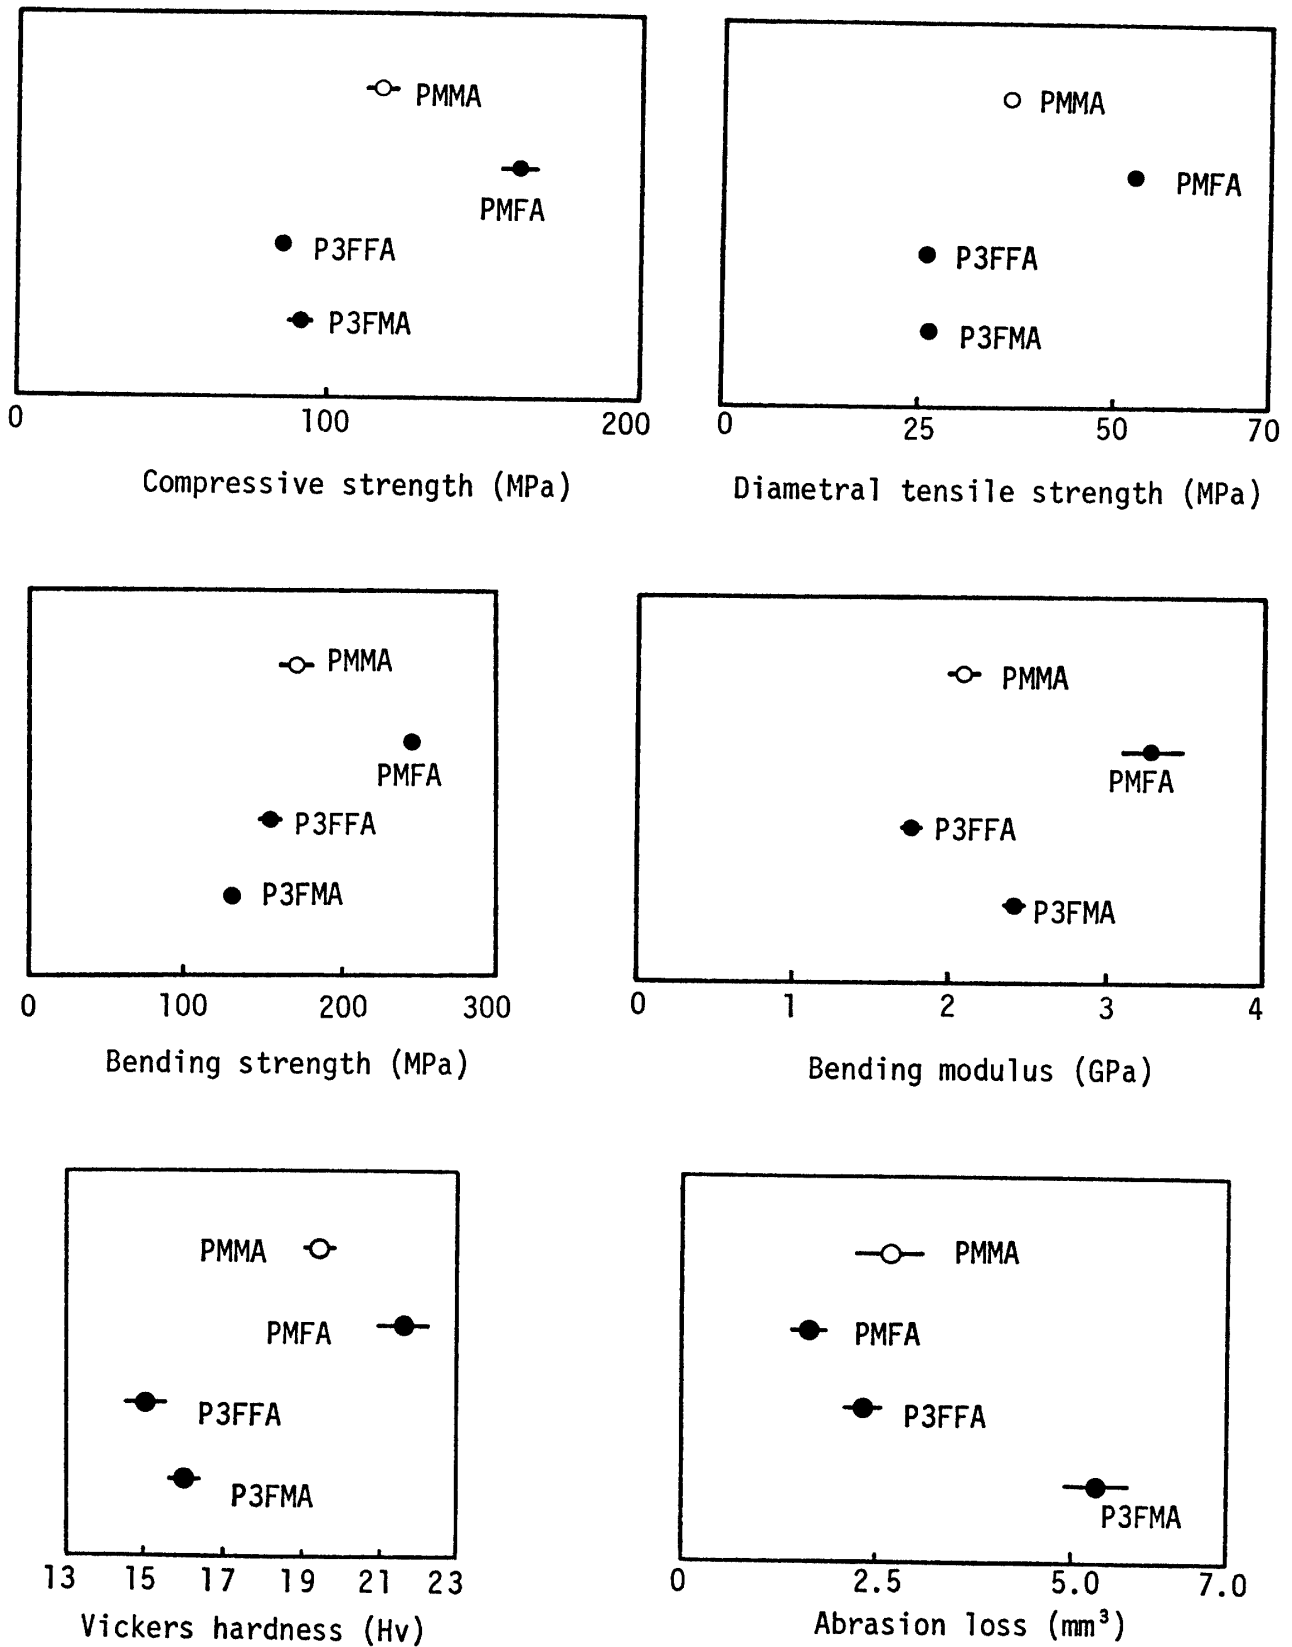 PMMA
PMFA
P3FFA
P3FMA
0 100 200
Compressive strength (MPa)
PMMA
PMFA
P3FFA
P3FMA
0 25 50 70
Diametral tensile strength (MPa)
PMMA
PMFA
P3FFA
P3FMA
0 100 200 300
Bending strength (MPa)
PMMA
PMFA
P3FFA
P3FMA
0 1 2 3 4
Bending modulus (GPa)
PMMA
PMFA
P3FFA
P3FMA
13 15 17 19 21 23
Vickers hardness (Hv)
PMMA
PMFA
P3FFA
P3FMA
0 2.5 5.0 7.0
Abrasion loss (mm³)